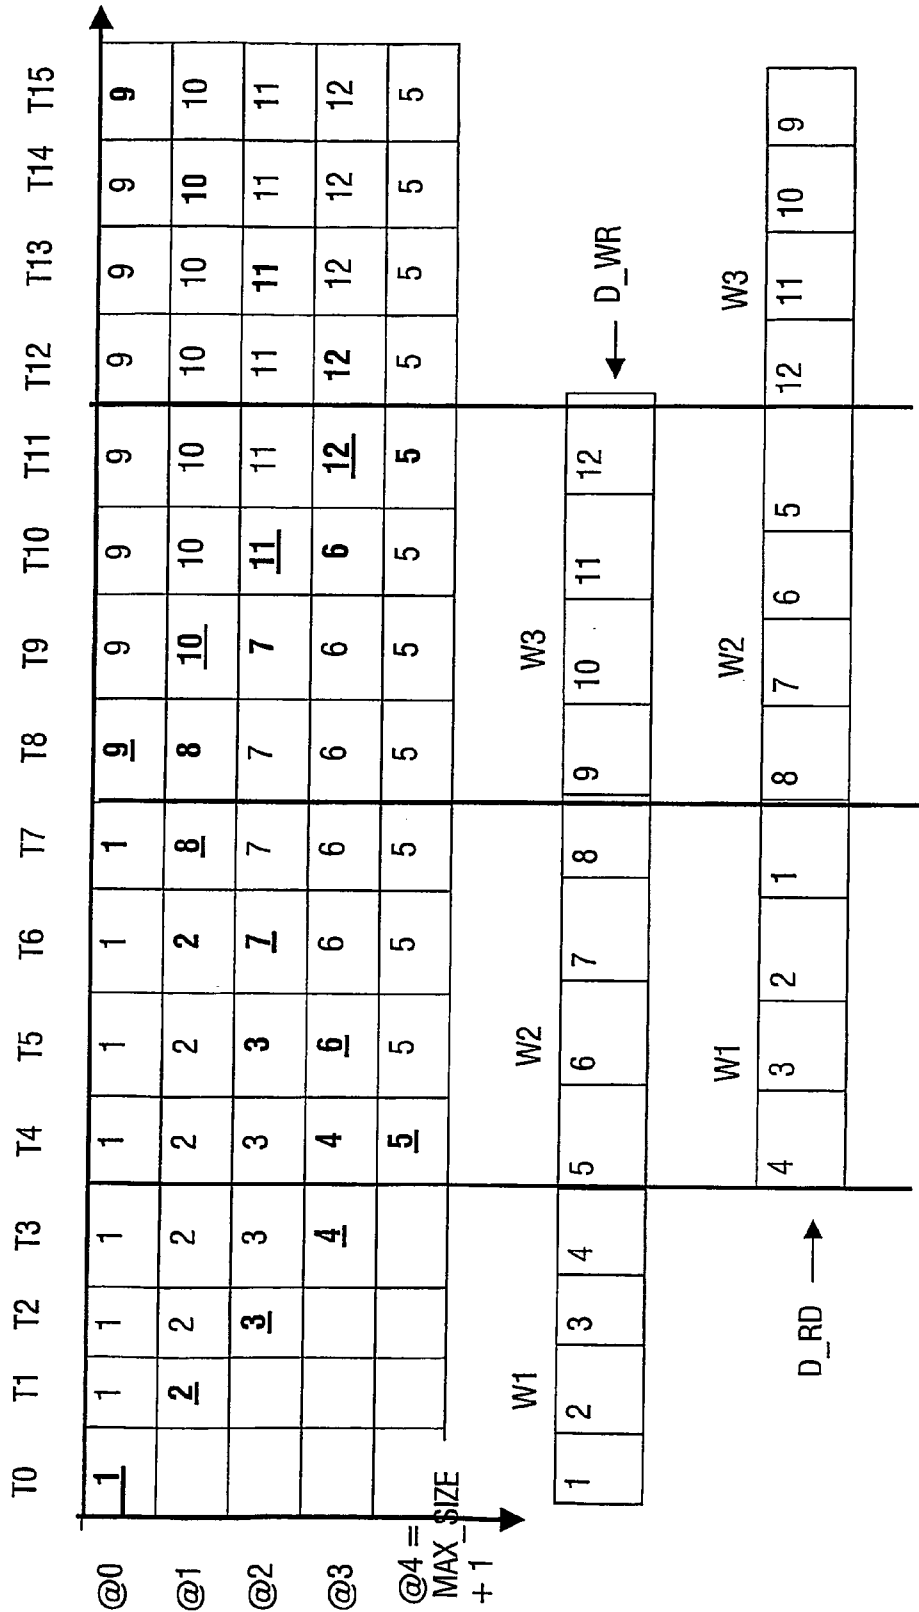 T0 T1 T2 T3 T4 T5 T6 T7 T8 T9 T10 T11 T12 T13 T14 T15
@0 1 1 1 1 1 1 1 1 9 9 9 9 9 9 9 9
@1 2 2 2 2 2 2 8 8 10 10 10 10 10 10 10
@2 3 3 3 3 7 7 7 7 11 11 11 11 11 11
@3 4 4 6 6 6 6 6 6 12 12 12 12 12
@4 = 5 5 5 5 5 5 5 5 5 5 5 5
MAX_SIZE
+ 1
W1 W2 W3
1 2 3 4 5 6 7 8 9 10 11 12
D_WR
W1 W2 W3
4 3 2 1 8 7 6 5 12 11 10 9
D_RD